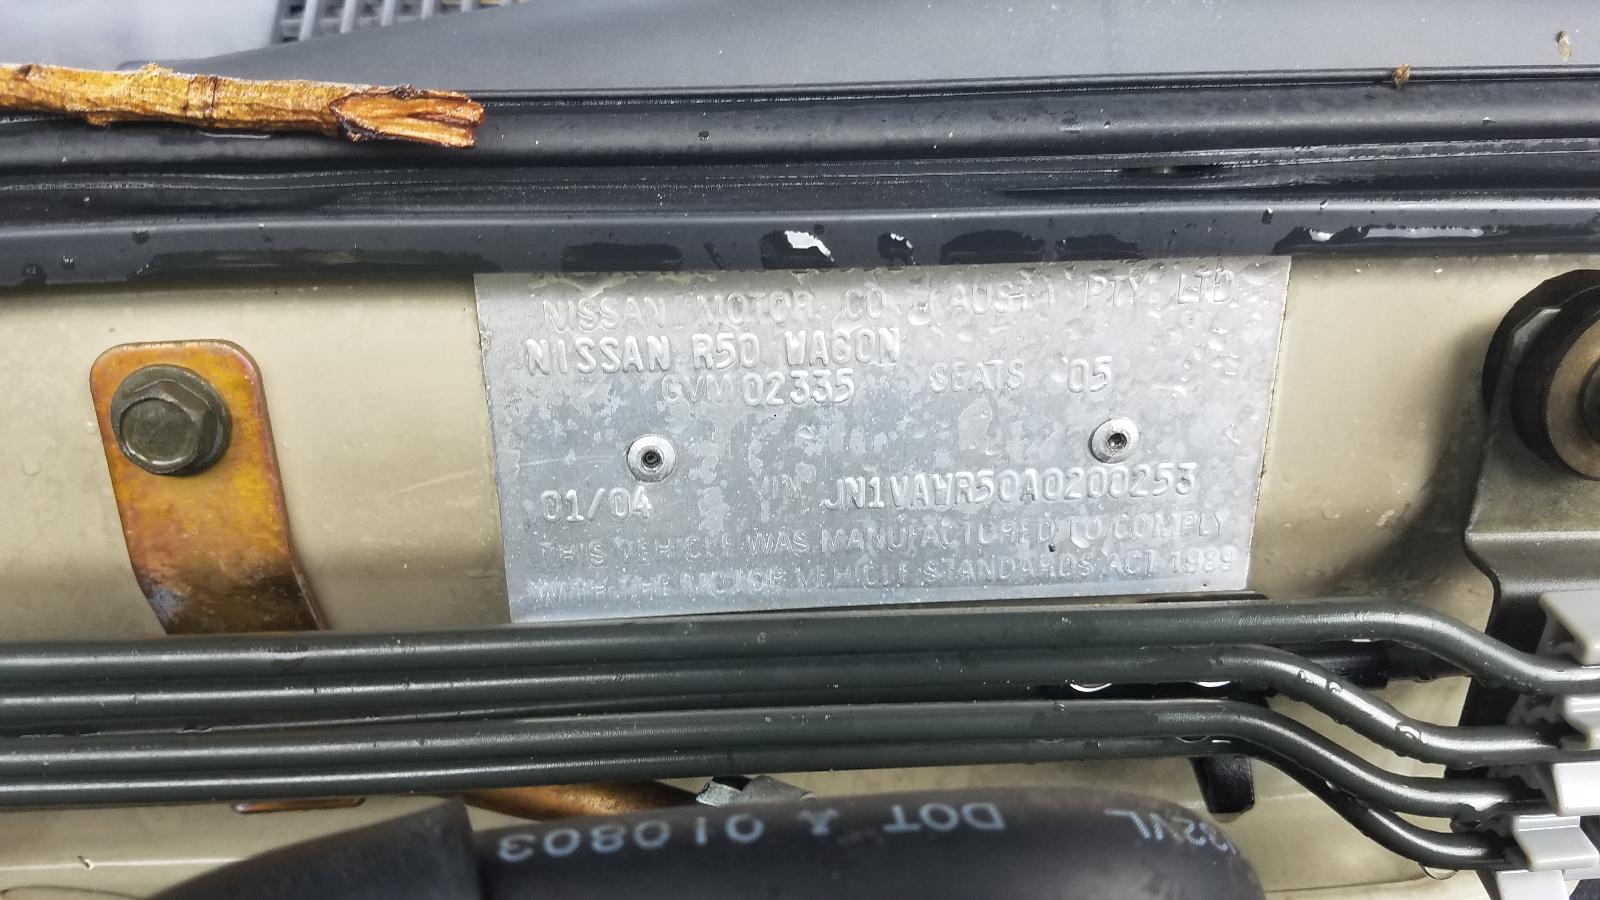 NISSAN MOTOR CO (AUST) PTY LTD
NISSAN R50 WAGON
GVM 02335 SEATS 05
01/04 VIN JN1VAWR50A0200253
THIS VEHICLE WAS MANUFACTURED TO COMPLY
WITH THE MOTOR VEHICLE STANDARDS ACT 1989
DOT A 010803